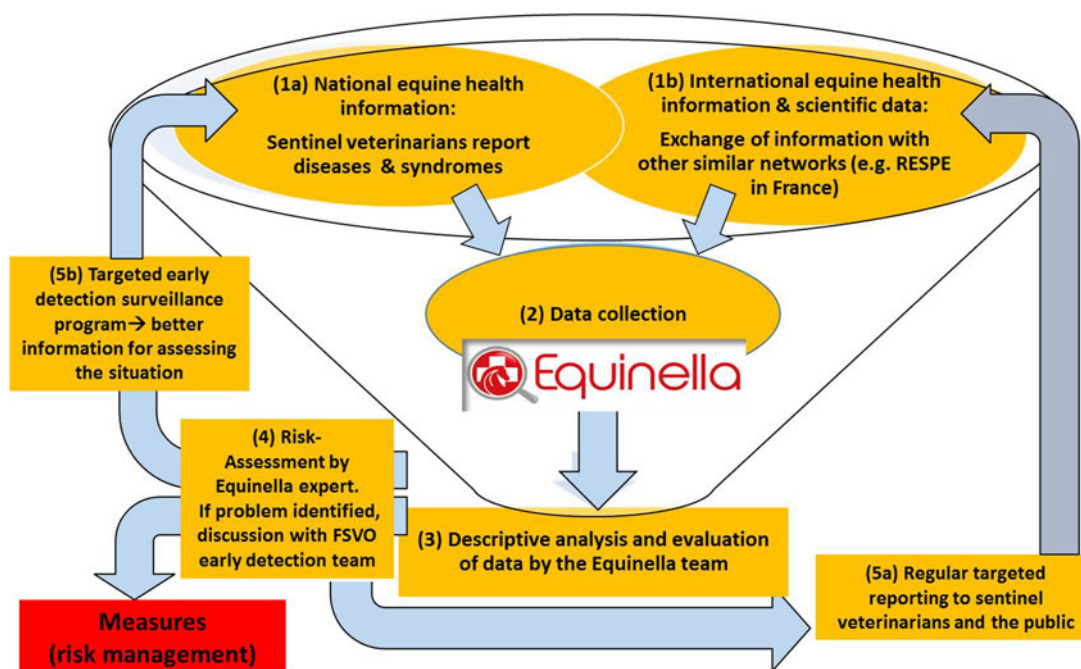 (1a) National equine health
information:
Sentinel veterinarians report
diseases & syndromes
(1b) International equine health
information & scientific data:
Exchange of information with
other similar networks (e.g. RESPE
in France)
(2) Data collection
Equinella
(5b) Targeted early
detection surveillance
program→ better
information for assessing
the situation
(4) Risk-
Assessment by
Equinella expert.
If problem identified,
discussion with FSVO
early detection team
(3) Descriptive analysis and evaluation
of data by the Equinella team
(5a) Regular targeted
reporting to sentinel
veterinarians and the public
Measures
(risk management)